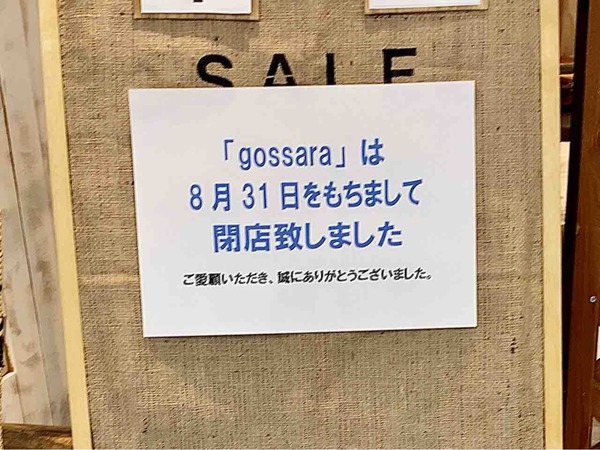 SALE
「gossara」は
8月31日をもちまして
閉店致しました
ご愛顧いただき、誠にありがとうございました。